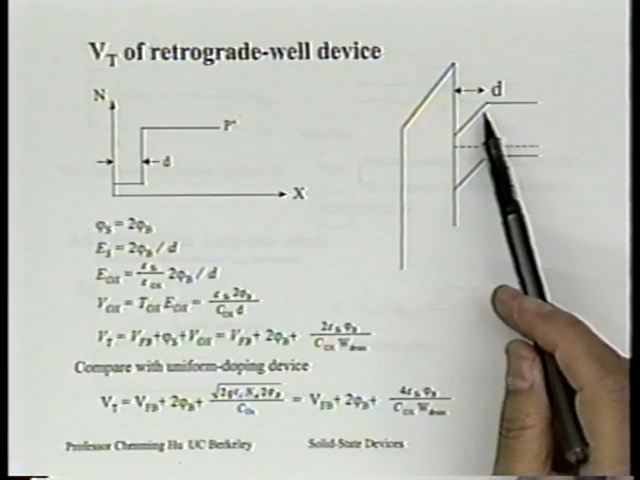 V_T of retrograde-well device
N
P⁺
d
X
d
φ_S = 2φ_B
E_S = 2φ_B / d
E_OX = ε_S/ε_OX 2φ_B / d
V_OX = T_OX E_OX = ε_S 2φ_B / C_OX d
V_T = V_FB + φ_S + V_OX = V_FB + 2φ_B + 2ε_S φ_B / C_OX W_dmax
Compare with uniform-doping device
V_T = V_FB + 2φ_B + √(2qε_S N_a 2φ_B) / C_OX = V_FB + 2φ_B + 4ε_S φ_B / C_OX W_dmax
Professor Chenming Hu UC Berkeley Solid-State Devices